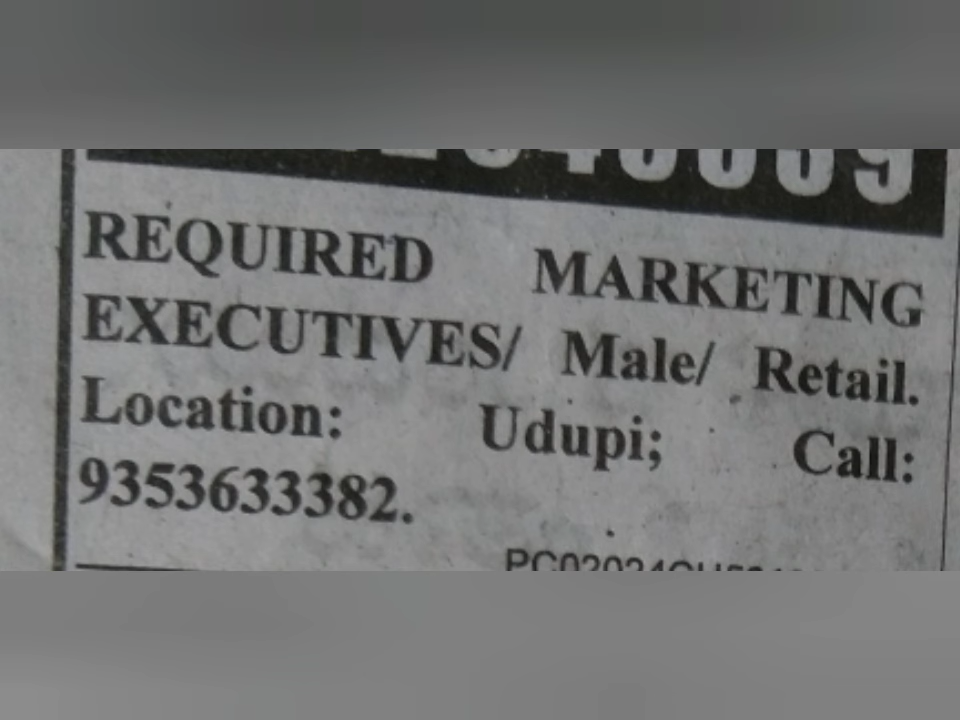 REQUIRED MARKETING
EXECUTIVES/ Male/ Retail.
Location: Udupi; Call:
9353633382.